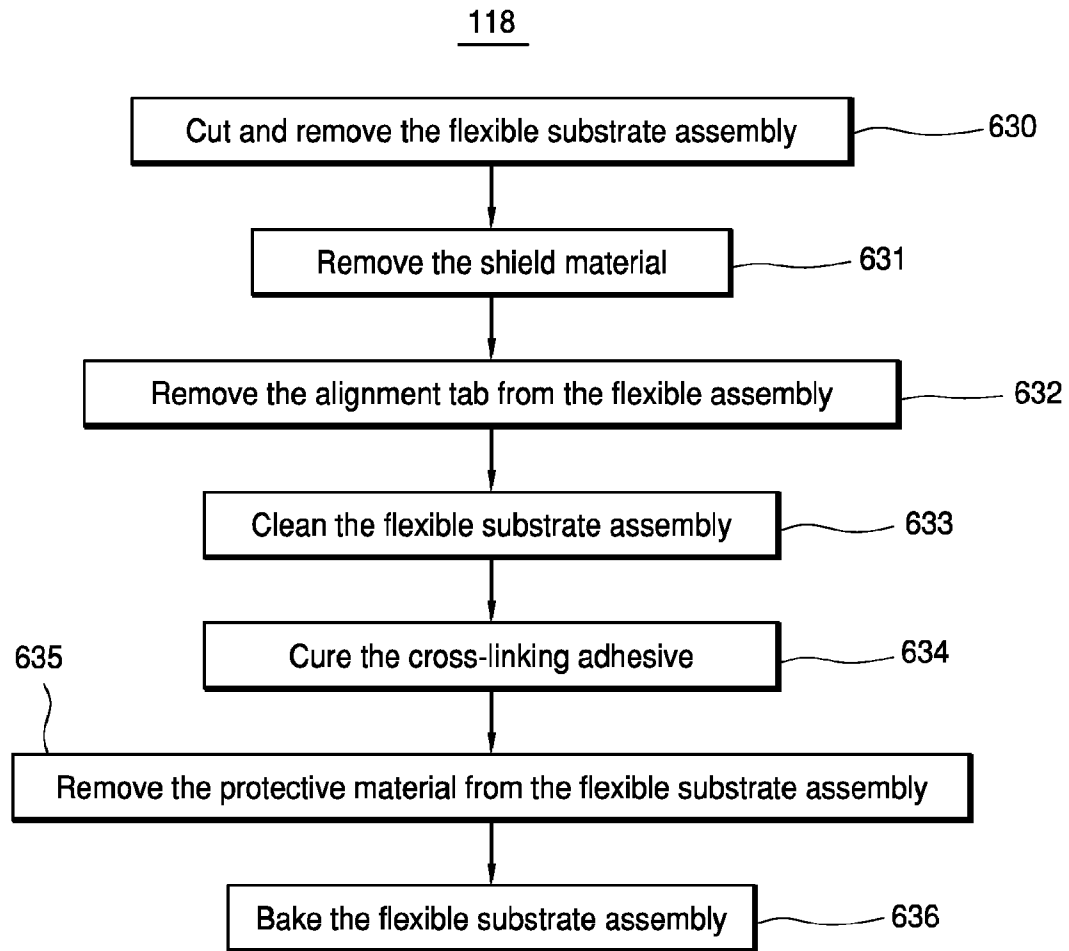 118
Cut and remove the flexible substrate assembly
630
Remove the shield material
631
Remove the alignment tab from the flexible assembly
632
Clean the flexible substrate assembly
633
Cure the cross-linking adhesive
634
635
Remove the protective material from the flexible substrate assembly
Bake the flexible substrate assembly
636